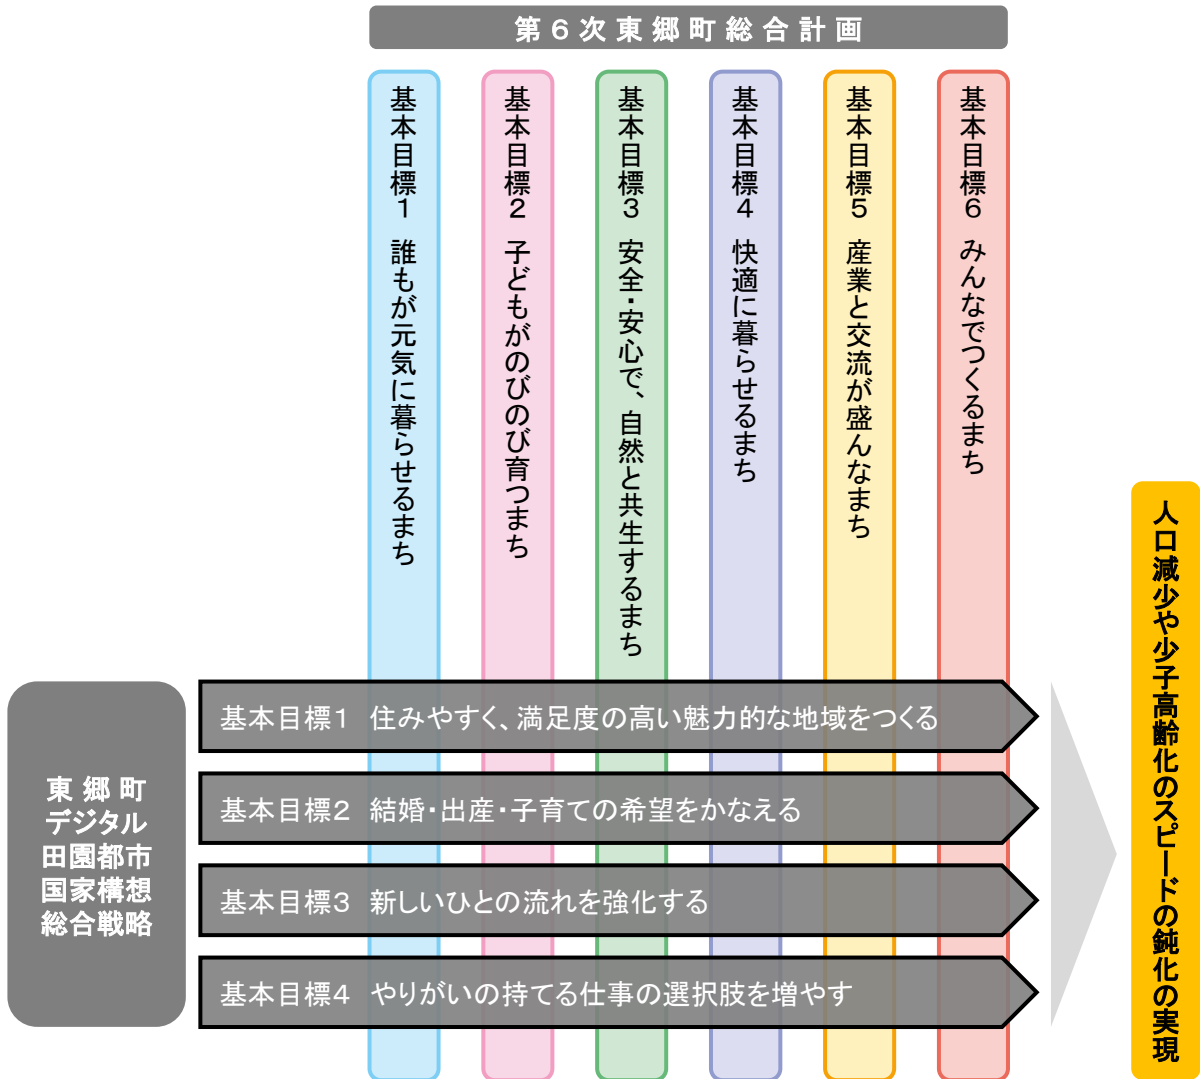 第6次東郷町総合計画
基本目標1 誰もが元気に暮らせるまち
基本目標2 子どもがのびのび育つまち
基本目標3 安全・安心で、自然と共生するまち
基本目標4 快適に暮らせるまち
基本目標5 産業と交流が盛んなまち
基本目標6 みんなでつくるまち
東郷町
デジタル
田園都市
国家構想
総合戦略
基本目標1 住みやすく、満足度の高い魅力的な地域をつくる
基本目標2 結婚・出産・子育ての希望をかなえる
基本目標3 新しいひとの流れを強化する
基本目標4 やりがいの持てる仕事の選択肢を増やす
人口減少や少子高齢化のスピードの鈍化の実現